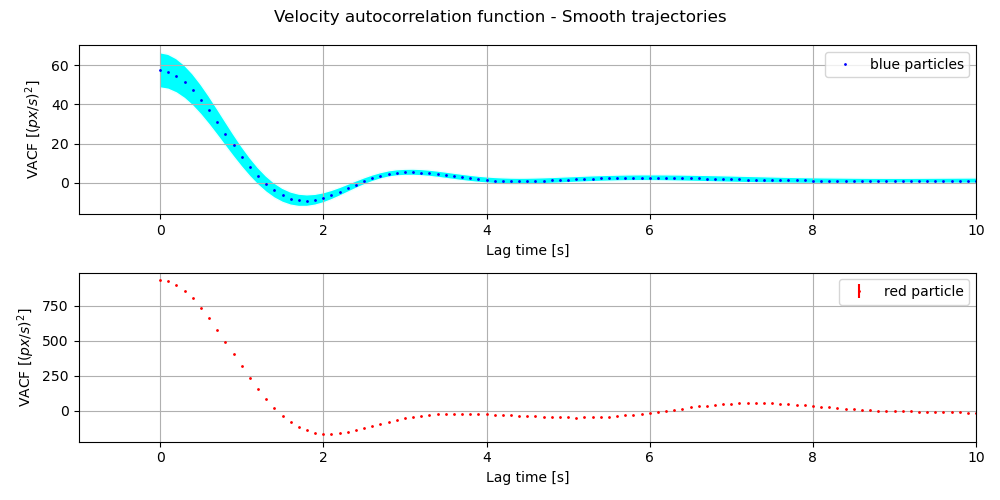 Velocity autocorrelation function - Smooth trajectories
VACF [(px/s)²]
60
40
20
0
blue particles
0 2 4 6 8 10
Lag time [s]
VACF [(px/s)²]
750
500
250
0
red particle
0 2 4 6 8 10
Lag time [s]